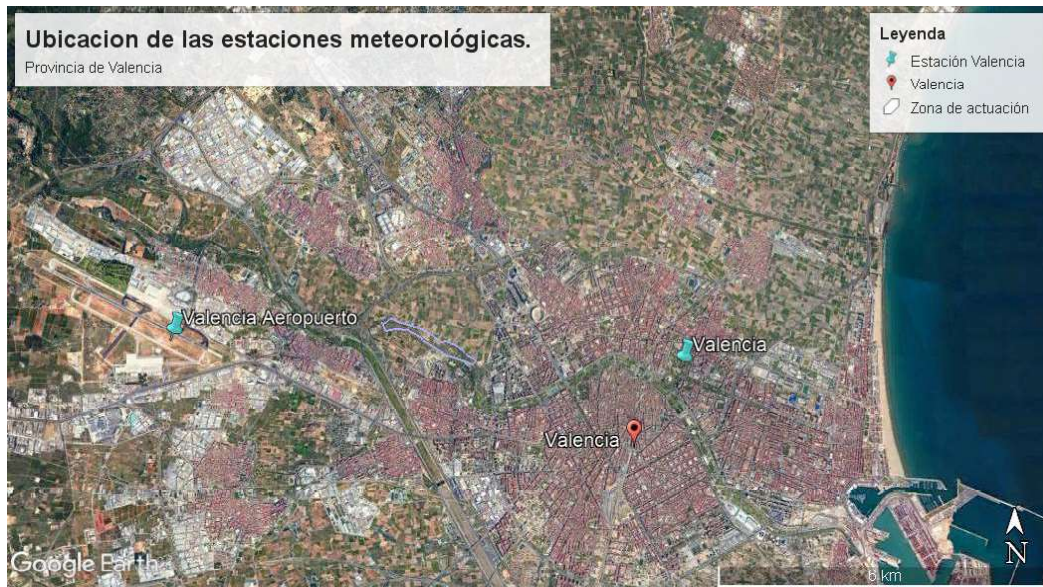 Ubicacion de las estaciones meteorológicas.
Provincia de Valencia
Leyenda
Estación Valencia
Valencia
Zona de actuación
Valencia Aeropuerto
Valencia
Valencia
Google Earth
N
6 km